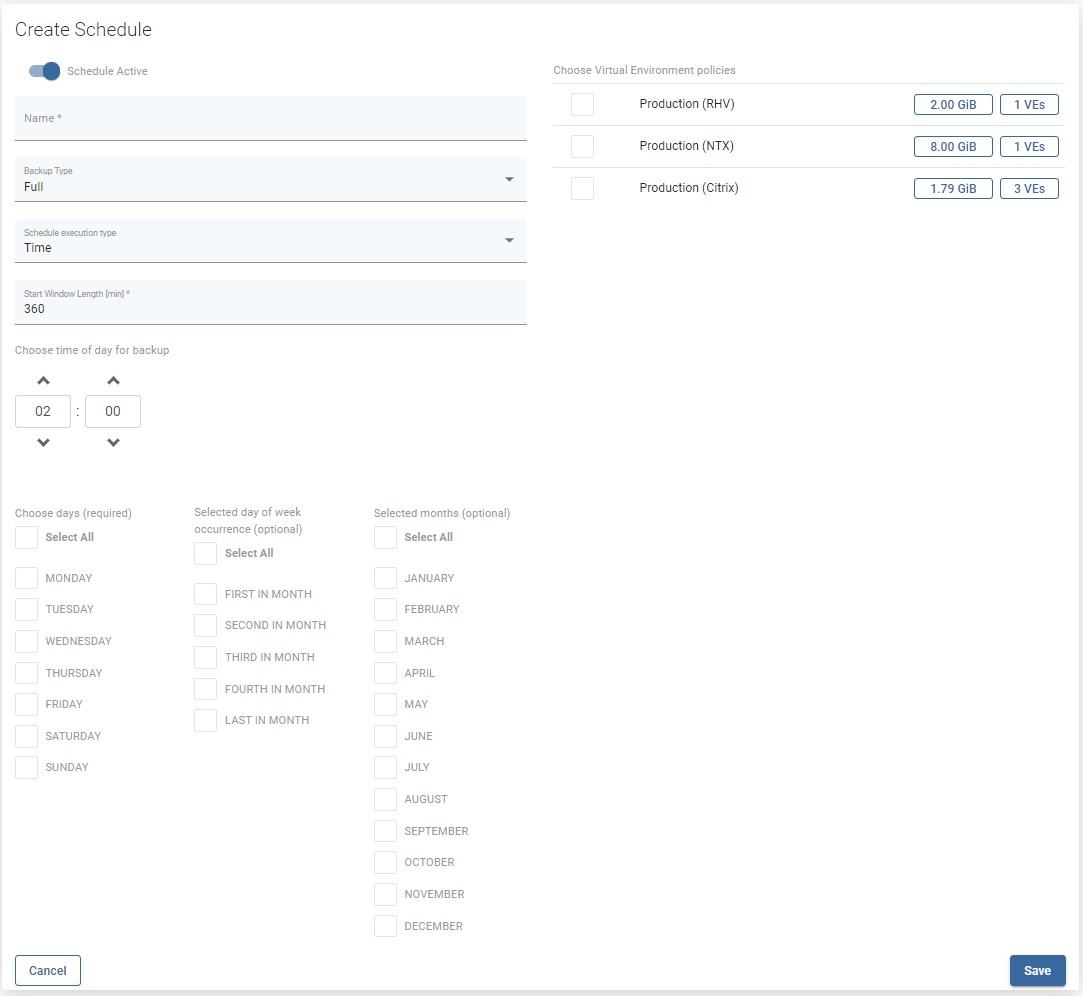 Create Schedule
Schedule Active
Name *
Backup Type
Full
Schedule execution type
Time
Start Window Length [min] *
360
Choose time of day for backup
02 : 00
Choose Virtual Environment policies
Production (RHV) 2.00 GiB 1 VEs
Production (NTX) 8.00 GiB 1 VEs
Production (Citrix) 1.79 GiB 3 VEs
Choose days (required)
Select All
MONDAY
TUESDAY
WEDNESDAY
THURSDAY
FRIDAY
SATURDAY
SUNDAY
Selected day of week
occurrence (optional)
Select All
FIRST IN MONTH
SECOND IN MONTH
THIRD IN MONTH
FOURTH IN MONTH
LAST IN MONTH
Selected months (optional)
Select All
JANUARY
FEBRUARY
MARCH
APRIL
MAY
JUNE
JULY
AUGUST
SEPTEMBER
OCTOBER
NOVEMBER
DECEMBER
Cancel
Save